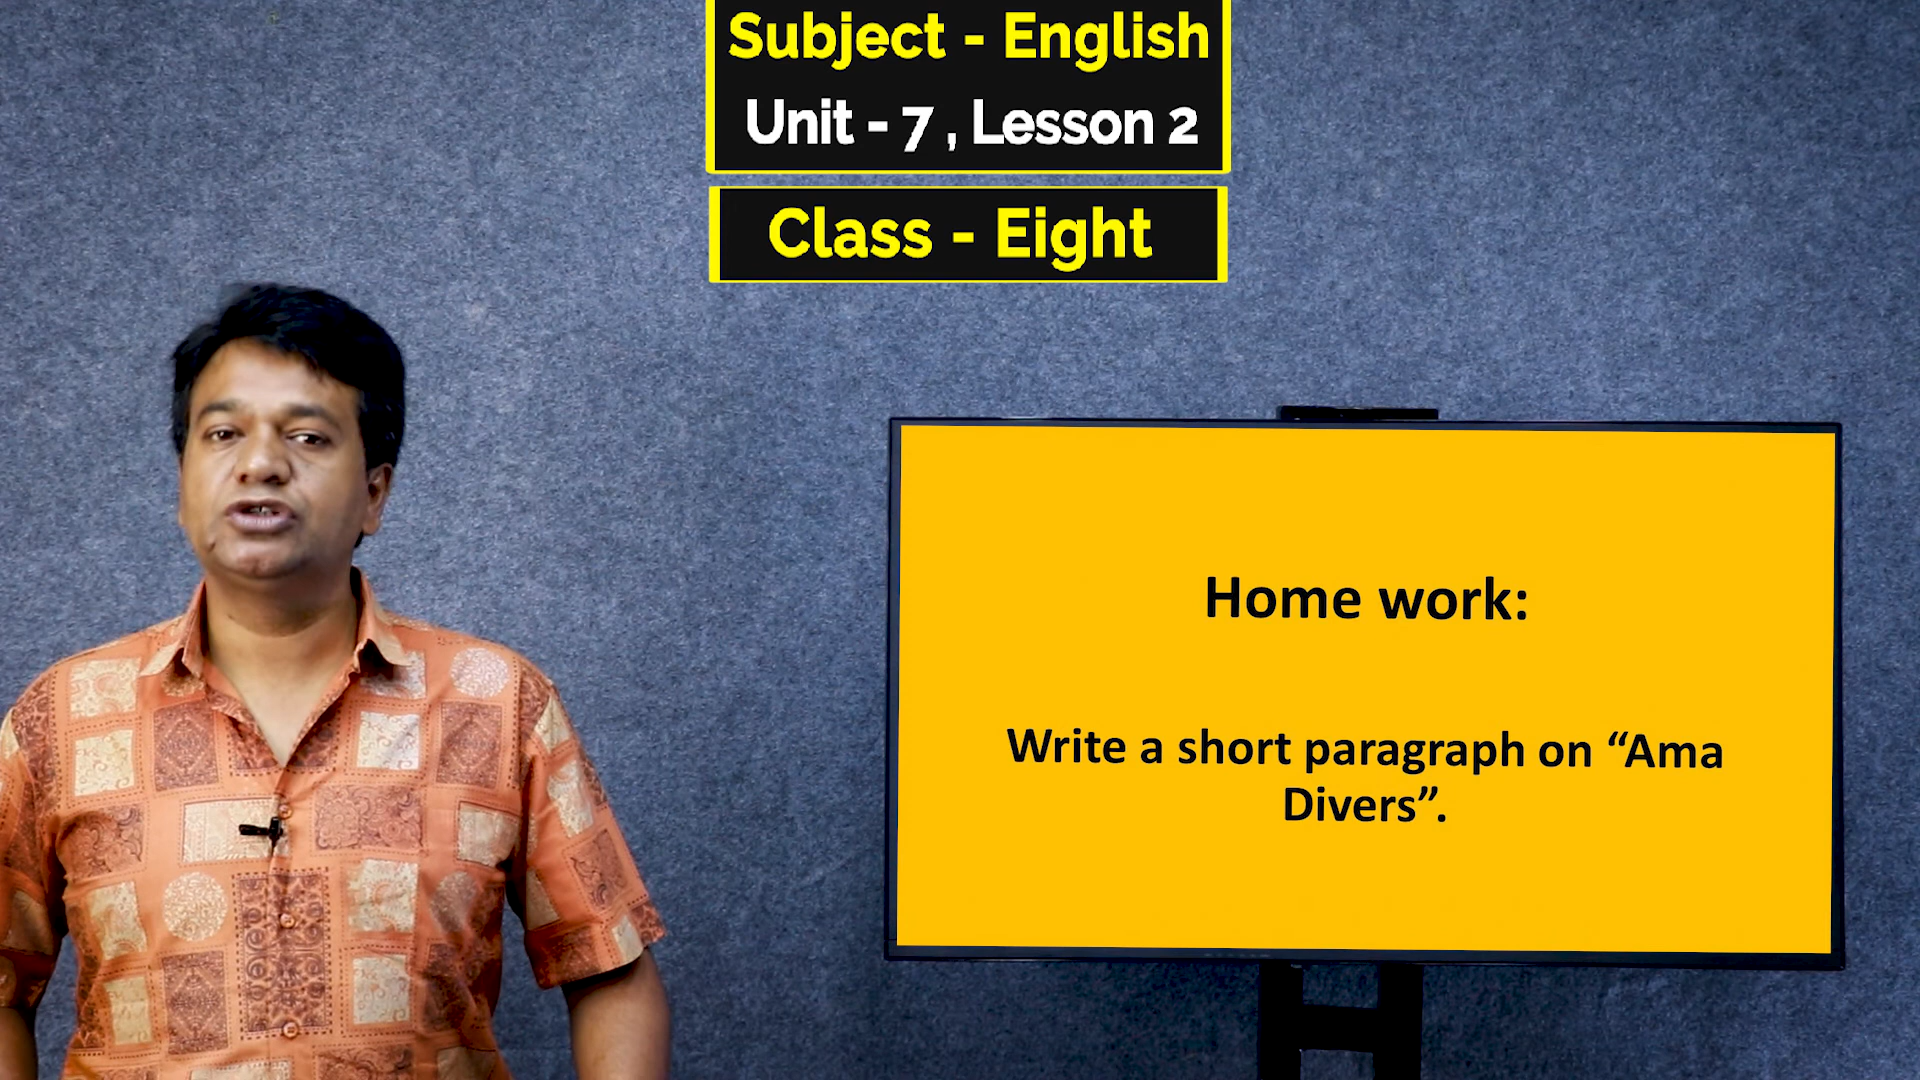 Subject - English
Unit - 7 , Lesson 2
Class - Eight
Home work:
Write a short paragraph on “Ama
Divers”.